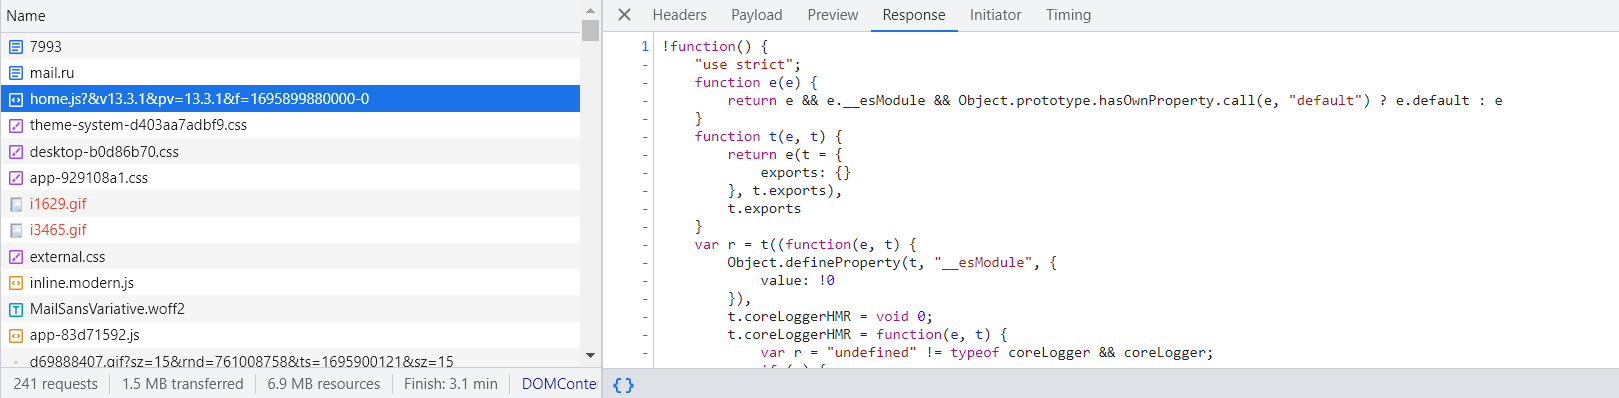 Name
7993
mail.ru
home.js?&v13.3.1&pv=13.3.1&f=1695899880000-0
theme-system-d403aa7adbf9.css
desktop-b0d86b70.css
app-929108a1.css
i1629.gif
i3465.gif
external.css
inline.modern.js
MailSansVariative.woff2
app-83d71592.js
d69888407.gif?sz=15&rnd=761008758&ts=1695900121&sz=15
241 requests 1.5 MB transferred 6.9 MB resources Finish: 3.1 min DOMConte
Headers Payload Preview Response Initiator Timing
1 !function() {
- "use strict";
- function e(e) {
- return e && e.__esModule && Object.prototype.hasOwnProperty.call(e, "default") ? e.default : e
- }
- function t(e, t) {
- return e(t = {
- exports: {}
- }, t.exports),
- t.exports
- }
- var r = t((function(e, t) {
- Object.defineProperty(t, "__esModule", {
- value: !0
- }),
- t.coreLoggerHMR = void 0;
- t.coreLoggerHMR = function(e, t) {
- var r = "undefined" != typeof coreLogger && coreLogger;
{}